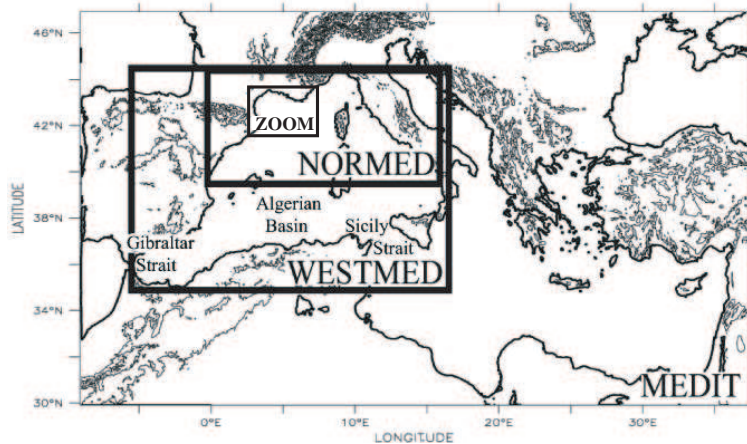 46°N
42°N
38°N
34°N
30°N
LATITUDE
ZOOM
NORMED
Algerian
Basin
Sicily
Strait
Gibraltar
Strait
WESTMED
MEDIT
0°E
10°E
20°E
30°E
LONGITUDE